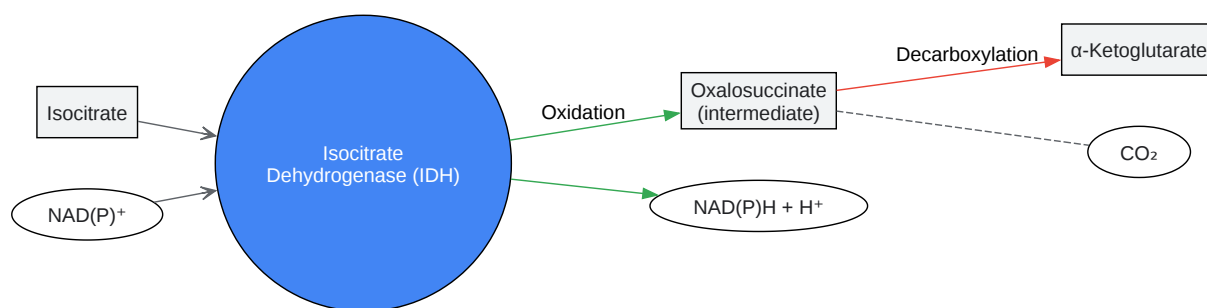 Isocitrate
NAD(P)⁺
Isocitrate
Dehydrogenase (IDH)
Oxidation
Oxalosuccinate
(intermediate)
NAD(P)H + H⁺
Decarboxylation
α-Ketoglutarate
CO₂